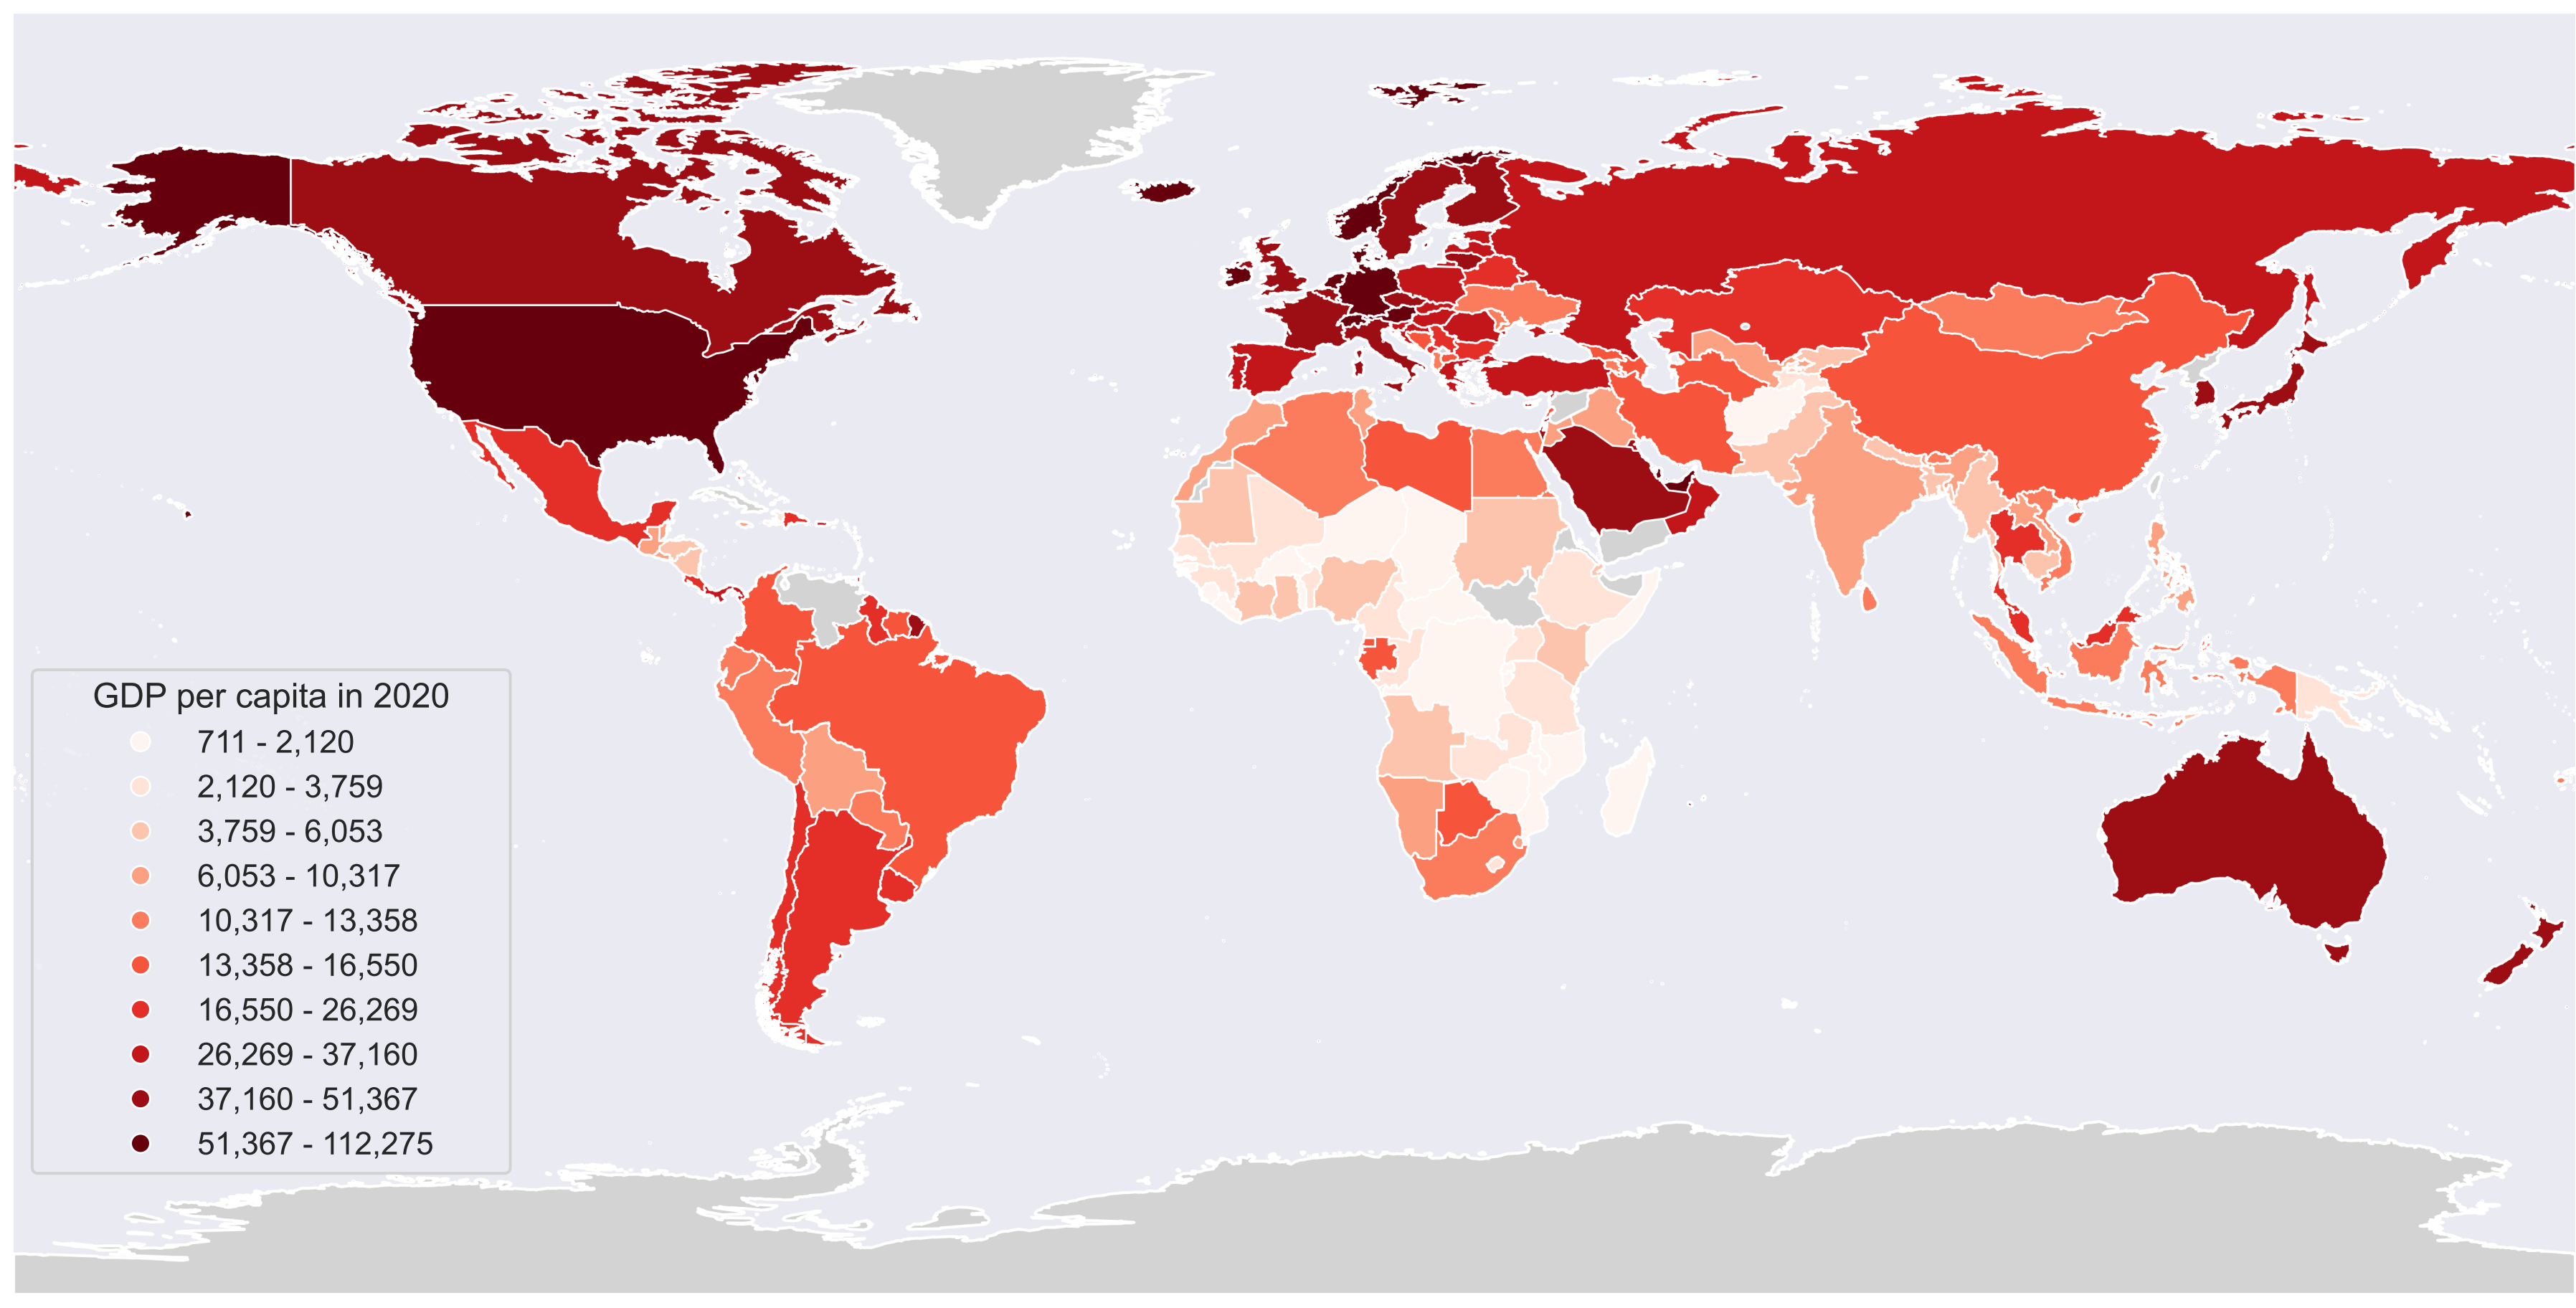 GDP per capita in 2020
711 - 2,120
2,120 - 3,759
3,759 - 6,053
6,053 - 10,317
10,317 - 13,358
13,358 - 16,550
16,550 - 26,269
26,269 - 37,160
37,160 - 51,367
51,367 - 112,275